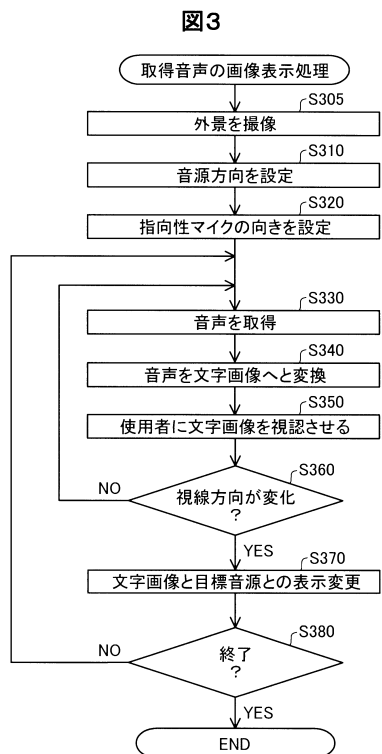 図3
取得音声の画像表示処理
S305
外景を撮像
S310
音源方向を設定
S320
指向性マイクの向きを設定
S330
音声を取得
S340
音声を文字画像へと変換
S350
使用者に文字画像を視認させる
S360
NO
視線方向が変化
?
YES
S370
文字画像と目標音源との表示変更
S380
NO
終了
?
YES
END